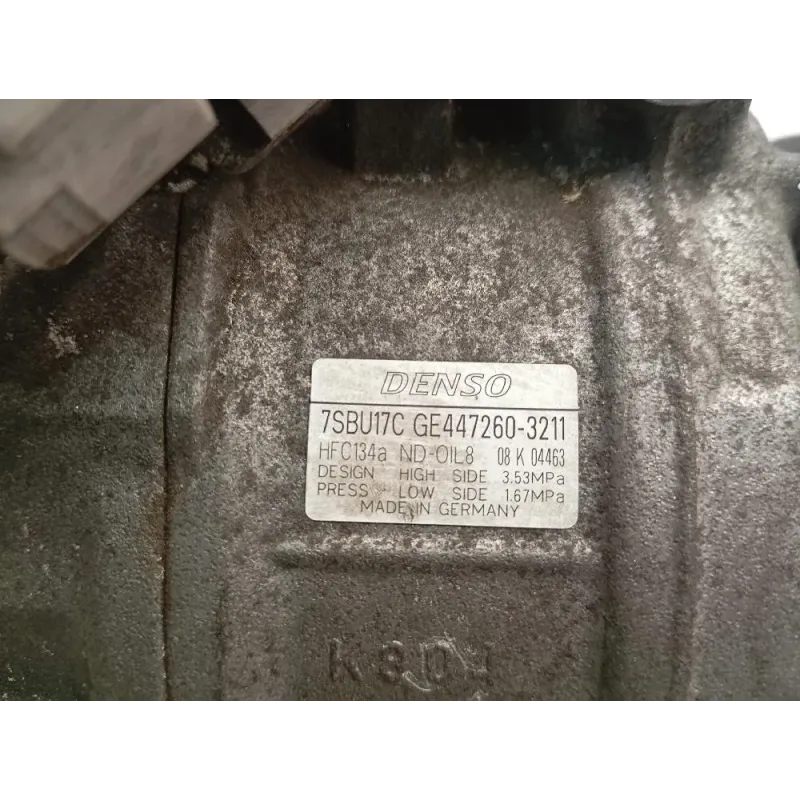 DENSO
7SBU17C GE447260-3211
HFC134a ND-OIL8 08 K 04463
DESIGN HIGH SIDE 3.53MPa
PRESS LOW SIDE 1.67MPa
MADE IN GERMANY